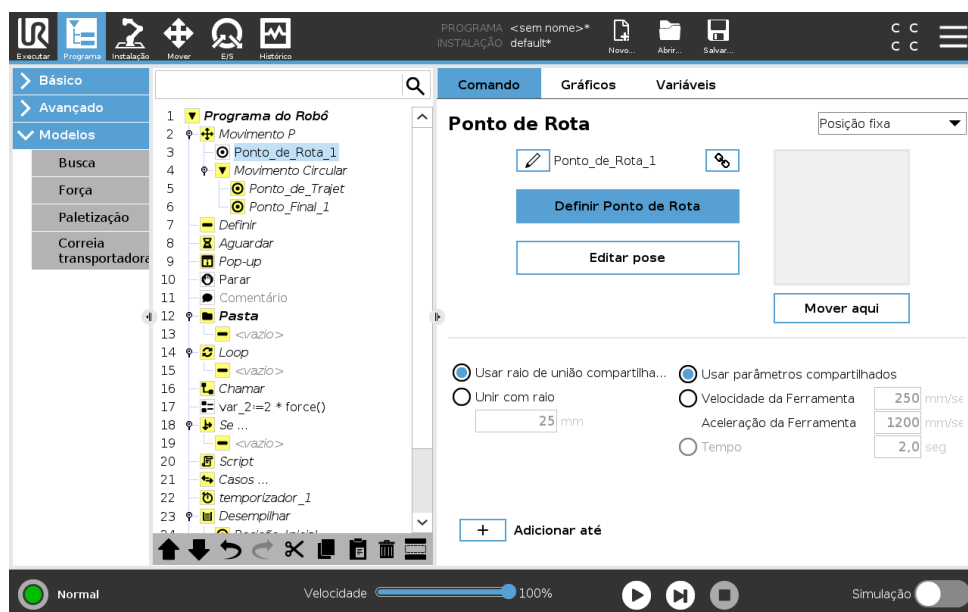 UR
PROGRAMA <sem nome>*
INSTALAÇÃO default*
Executar Programa Instalação Mover E/S Histórico Novo... Abrir... Salvar...
C C
C C
Básico
Avançado
Modelos
Busca
Força
Paletização
Correia
transportadora
1 Programa do Robô
2 Movimento P
3 Ponto_de_Rota_1
4 Movimento Circular
5 Ponto_de_Trajet
6 Ponto_Final_1
7 Definir
8 Aguardar
9 Pop-up
10 Parar
11 Comentário
12 Pasta
13 <vazio>
14 Loop
15 <vazio>
16 Chamar
17 var_2:=2 * force()
18 Se ...
19 <vazio>
20 Script
21 Casos ...
22 temporizador_1
23 Desempilhar
Comando Gráficos Variáveis
Ponto de Rota Posição fixa
Ponto_de_Rota_1
Definir Ponto de Rota
Editar pose
Mover aqui
Usar raio de união compartilha... Usar parâmetros compartilhados
Unir com raio Velocidade da Ferramenta 250 mm/se
25 mm Aceleração da Ferramenta 1200 mm/se
Tempo 2,0 seg
+ Adicionar até
Normal Velocidade 100% Simulação